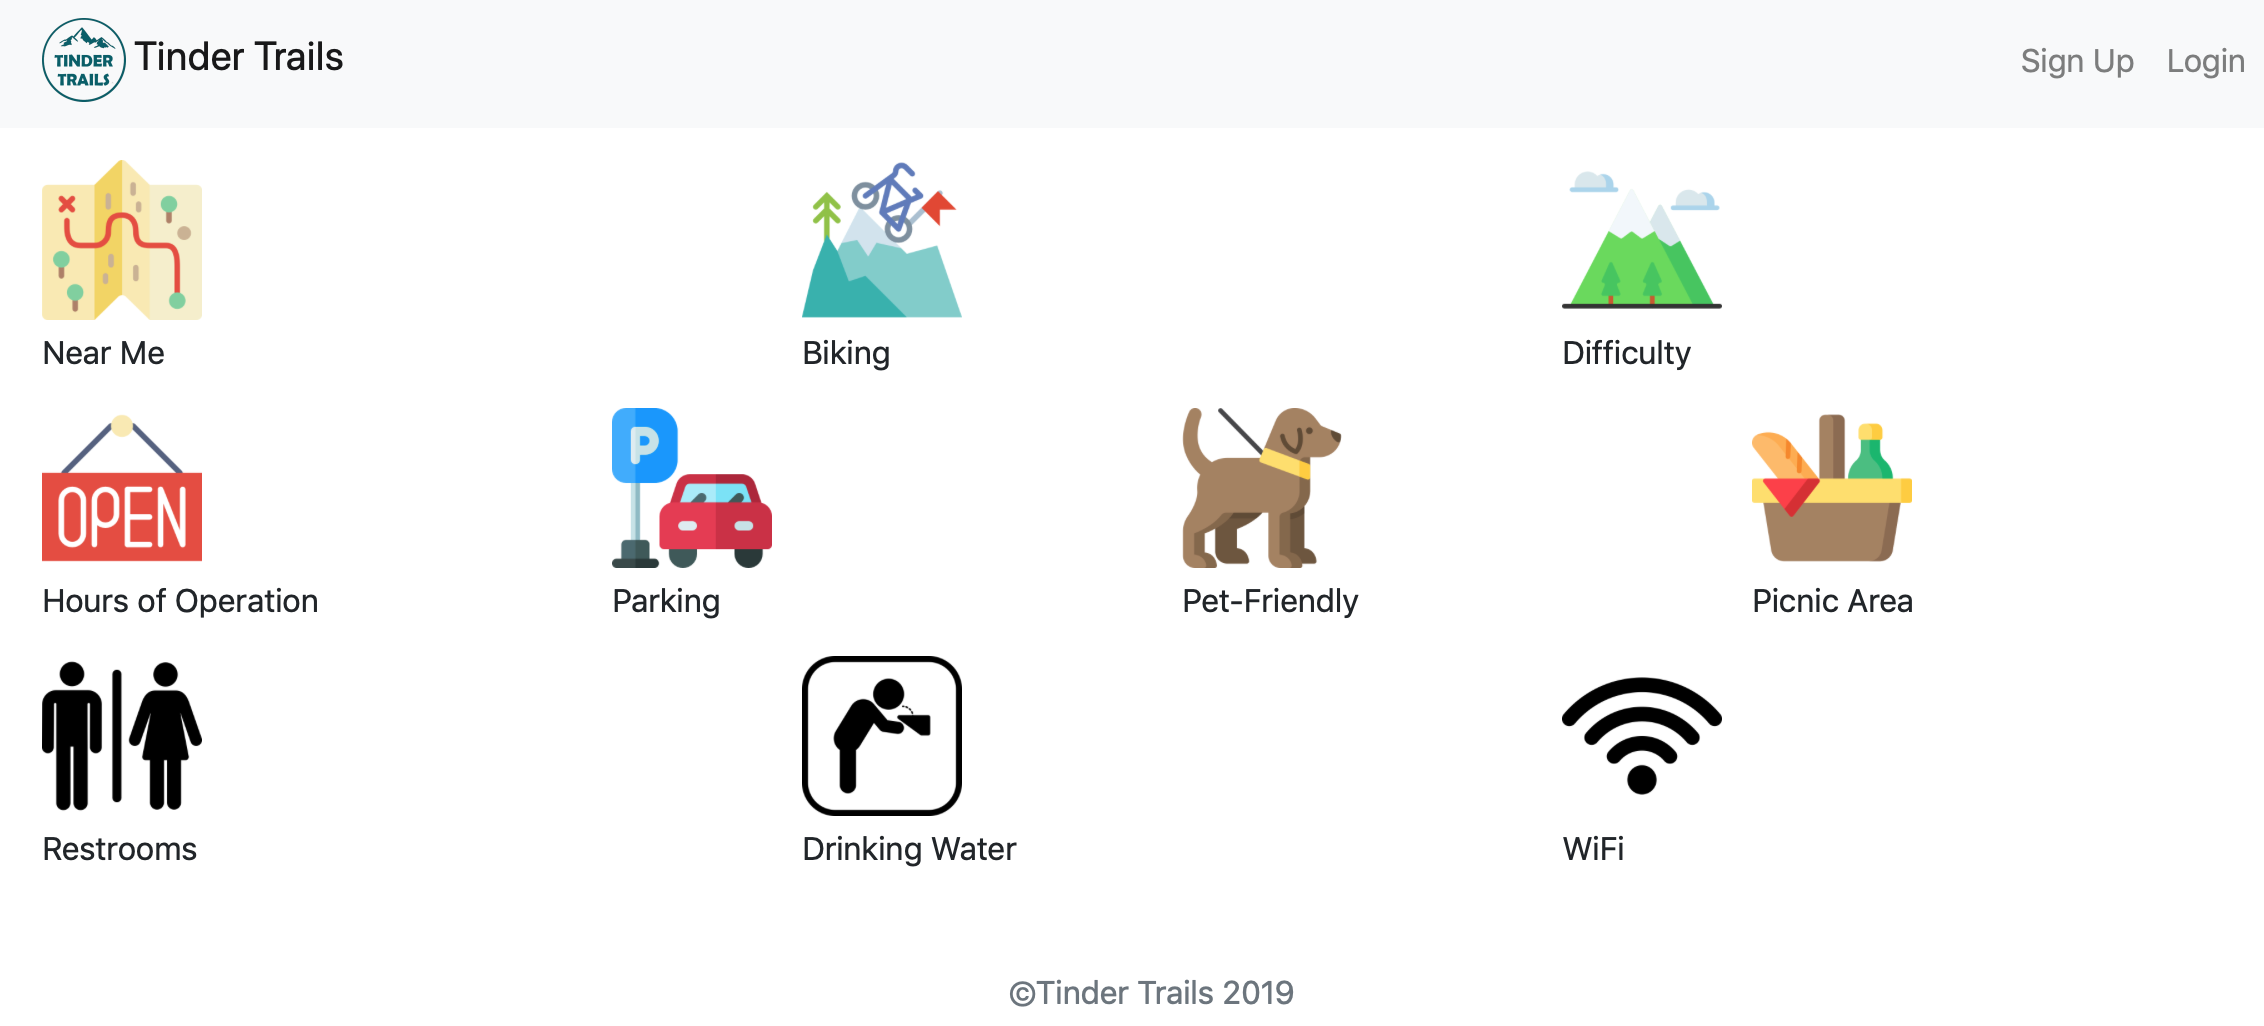 TINDER
TRAILS
Tinder Trails
Sign Up
Login
Near Me
Biking
Difficulty
OPEN
P
Hours of Operation
Parking
Pet-Friendly
Picnic Area
Restrooms
Drinking Water
WiFi
©Tinder Trails 2019